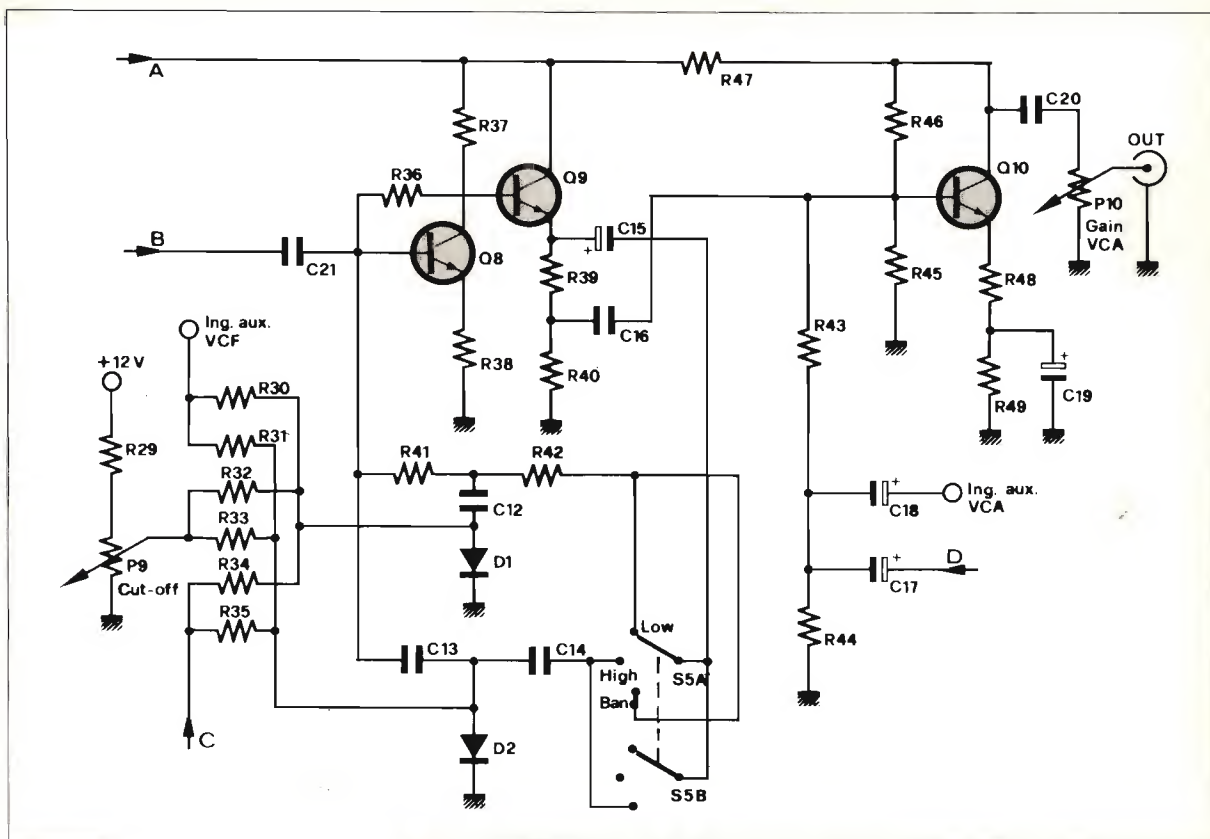 A
R47
C20
R37
R46
OUT
R36
Q9
Q10
P10
Gain
VCA
B
C15
C21
Q8
R39
R45
R48
Ing. aux.
VCF
C16
R43
+12 V
R38
R40
R30
C19
R49
R29
R31
R41
R42
R32
C12
Ing. aux.
VCA
C18
R33
P9
D1
D
R34
Cut-off
C17
R35
Low
R44
C13
C14
High
S5A
Band
C
D2
S5B